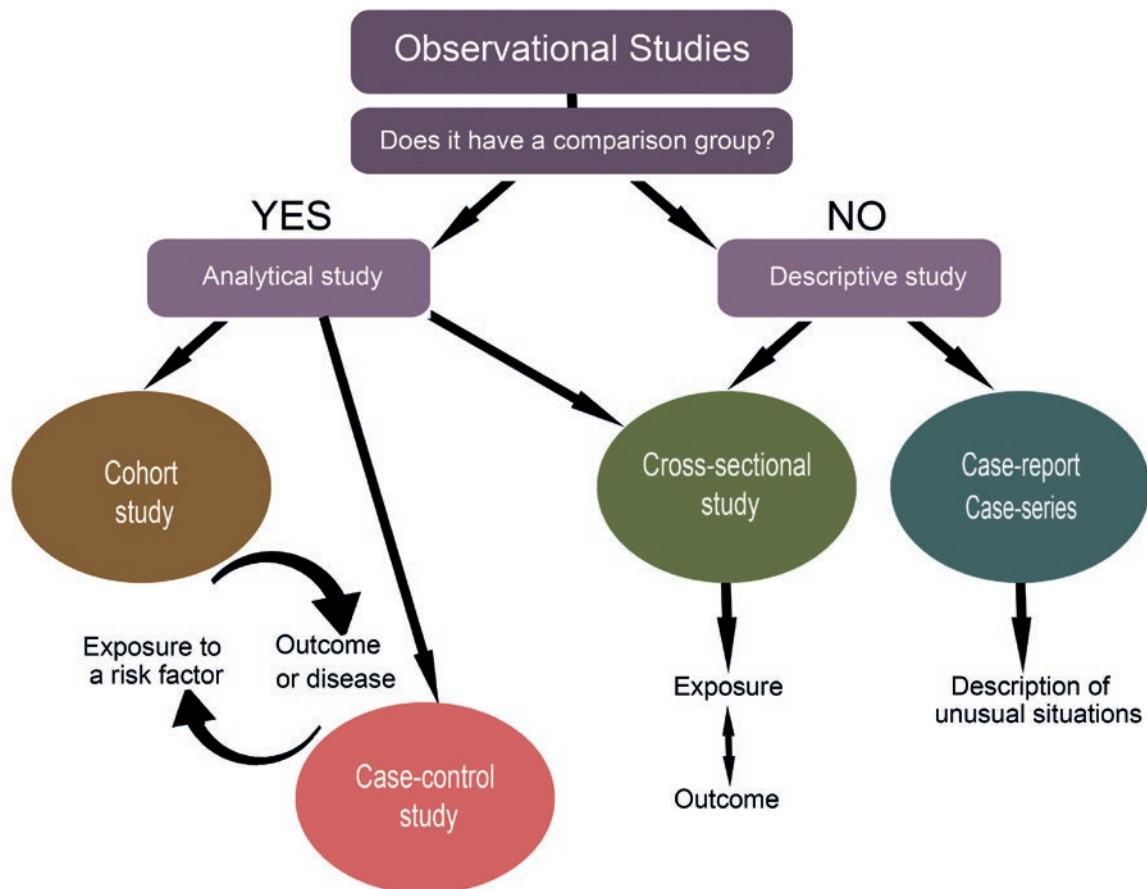 Observational Studies
Does it have a comparison group?
YES
NO
Analytical study
Descriptive study
Cohort
study
Cross-sectional
study
Case-report
Case-series
Exposure to
a risk factor
Outcome
or disease
Exposure
Outcome
Description of
unusual situations
Case-control
study